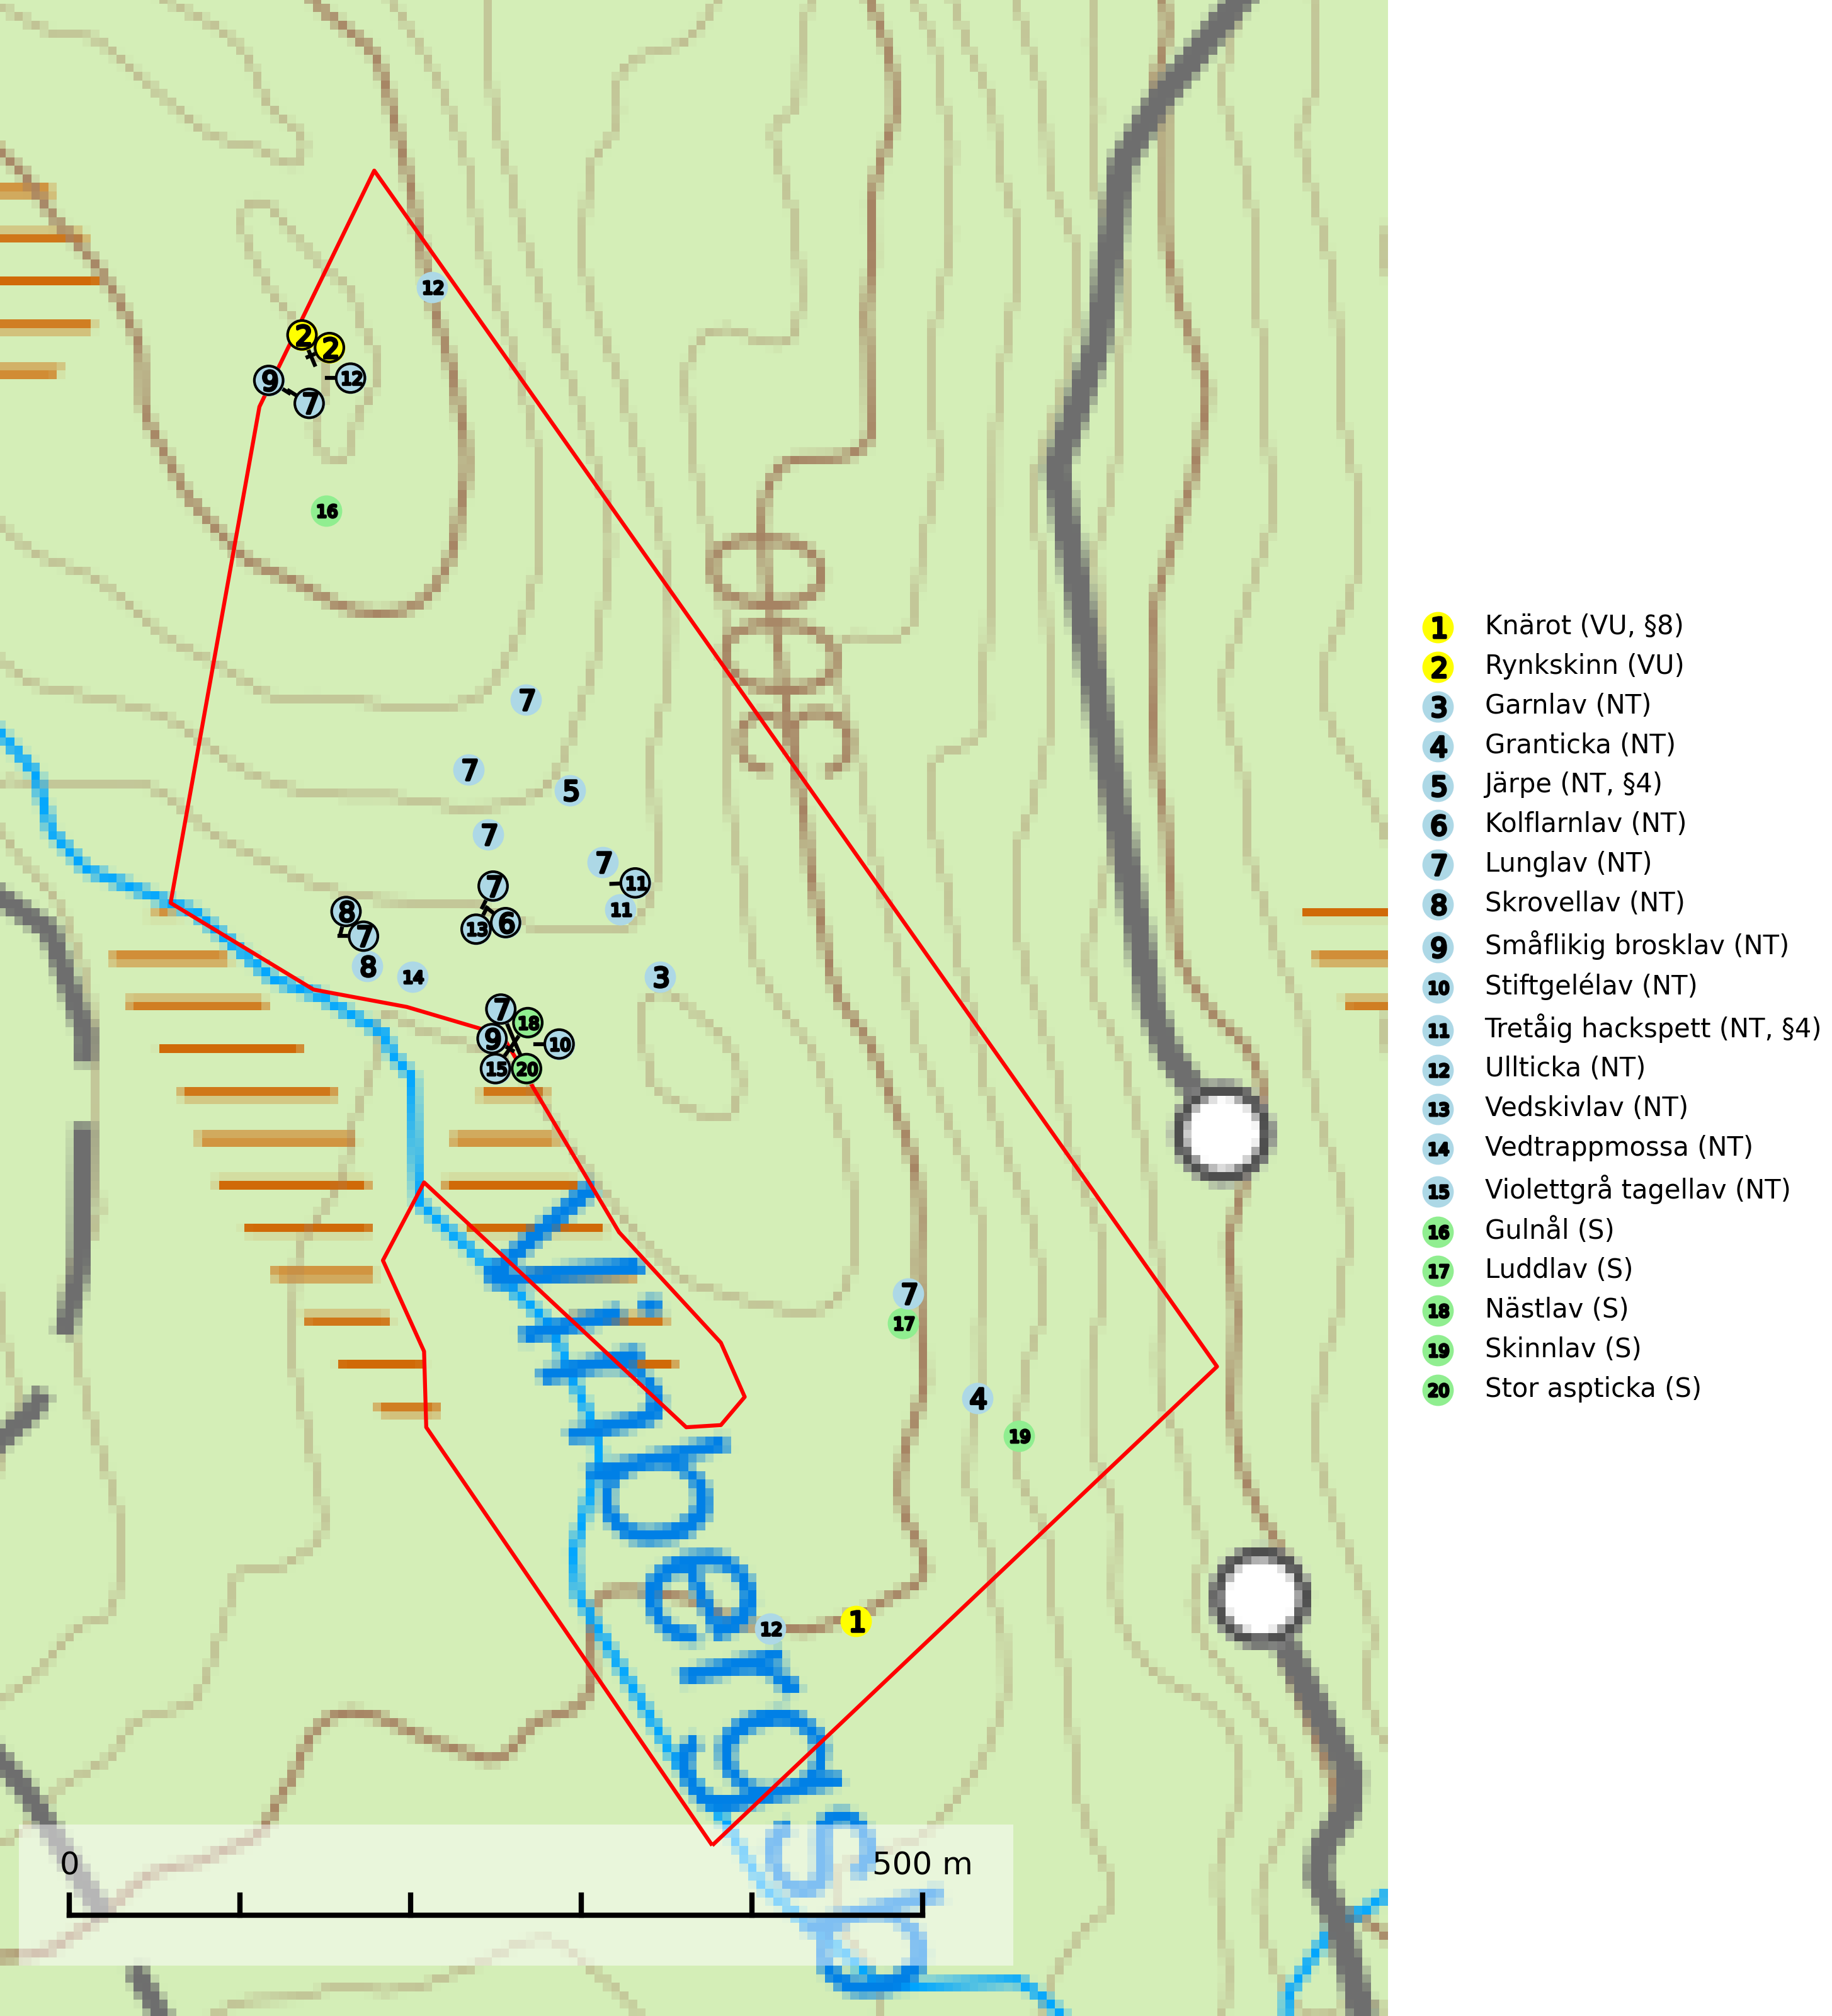 12
2
2
9
12
7
16
7
7
5
7
7
11
7
8
11
13
6
7
8
14
3
7
18
9
10
15
20
7
17
4
19
1
12
0
500 m
1 Knärot (VU, §8)
2 Rynkskinn (VU)
3 Garnlav (NT)
4 Granticka (NT)
5 Järpe (NT, §4)
6 Kolflarnlav (NT)
7 Lunglav (NT)
8 Skrovellav (NT)
9 Småflikig brosklav (NT)
10 Stiftgelélav (NT)
11 Tretåig hackspett (NT, §4)
12 Ullticka (NT)
13 Vedskivlav (NT)
14 Vedtrappmossa (NT)
15 Violettgrå tagellav (NT)
16 Gulnål (S)
17 Luddlav (S)
18 Nästlav (S)
19 Skinnlav (S)
20 Stor aspticka (S)